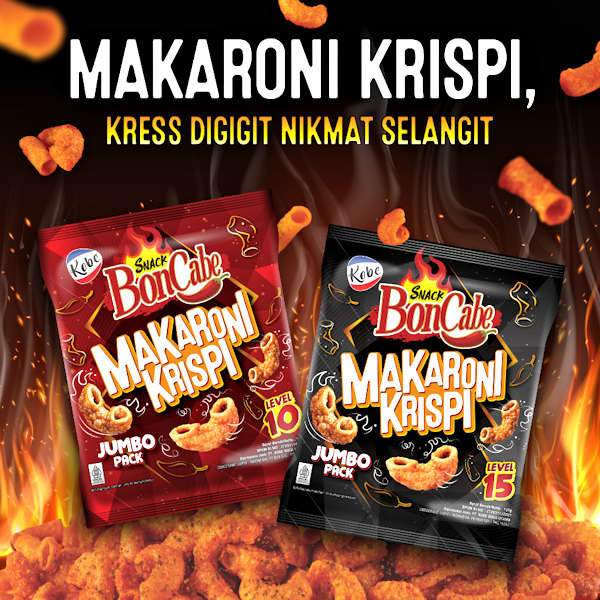 MAKARONI KRISPI,
KRESS DIGIGIT NIKMAT SELANGIT
Kobe
SNACK
BonCabe
MAKARONI
KRISPI
LEVEL
10
JUMBO
PACK
Kobe
SNACK
BonCabe
MAKARONI
KRISPI
LEVEL
15
JUMBO
PACK